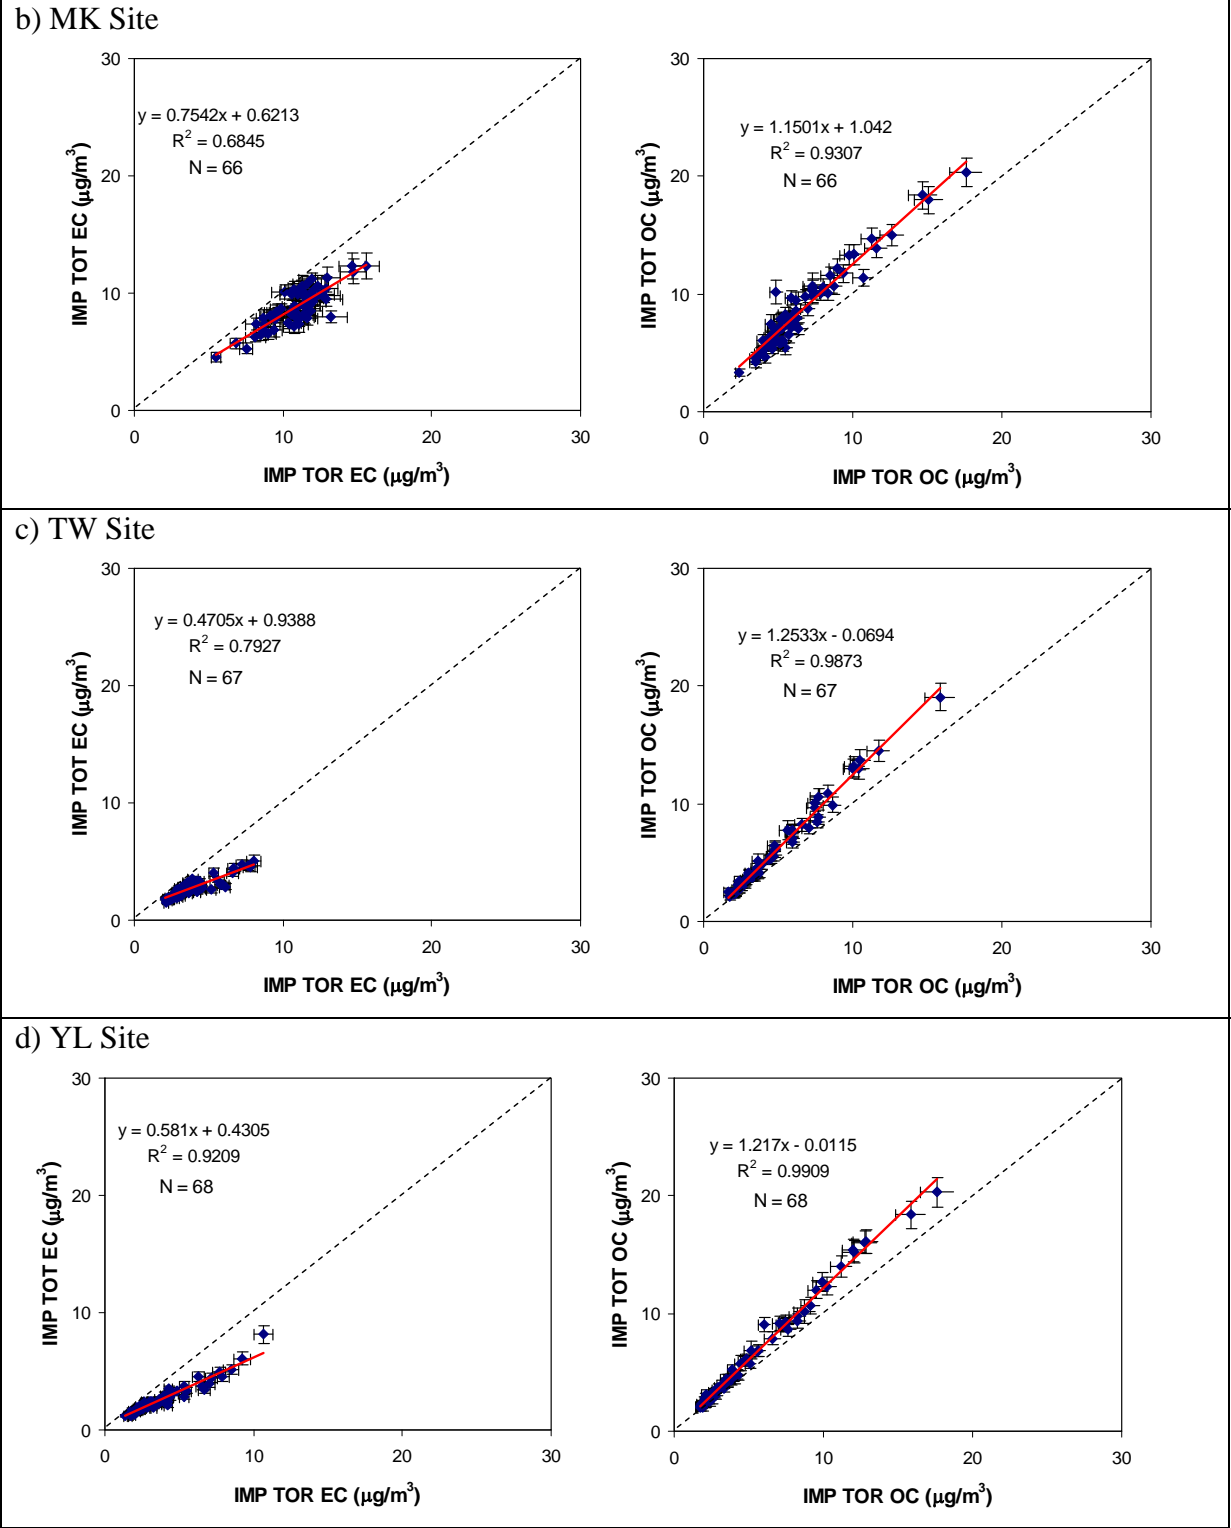 b) MK Site
30
20
10
0
0
10
20
30
y = 0.7542x + 0.6213
R² = 0.6845
N = 66
IMP TOT EC (µg/m³)
IMP TOR EC (µg/m³)
30
20
10
0
0
10
20
30
y = 1.1501x + 1.042
R² = 0.9307
N = 66
IMP TOT OC (µg/m³)
IMP TOR OC (µg/m³)
c) TW Site
30
20
10
0
0
10
20
30
y = 0.4705x + 0.9388
R² = 0.7927
N = 67
IMP TOT EC (µg/m³)
IMP TOR EC (µg/m³)
30
20
10
0
0
10
20
30
y = 1.2533x - 0.0694
R² = 0.9873
N = 67
IMP TOT OC (µg/m³)
IMP TOR OC (µg/m³)
d) YL Site
30
20
10
0
0
10
20
30
y = 0.581x + 0.4305
R² = 0.9209
N = 68
IMP TOT EC (µg/m³)
IMP TOR EC (µg/m³)
30
20
10
0
0
10
20
30
y = 1.217x - 0.0115
R² = 0.9909
N = 68
IMP TOT OC (µg/m³)
IMP TOR OC (µg/m³)